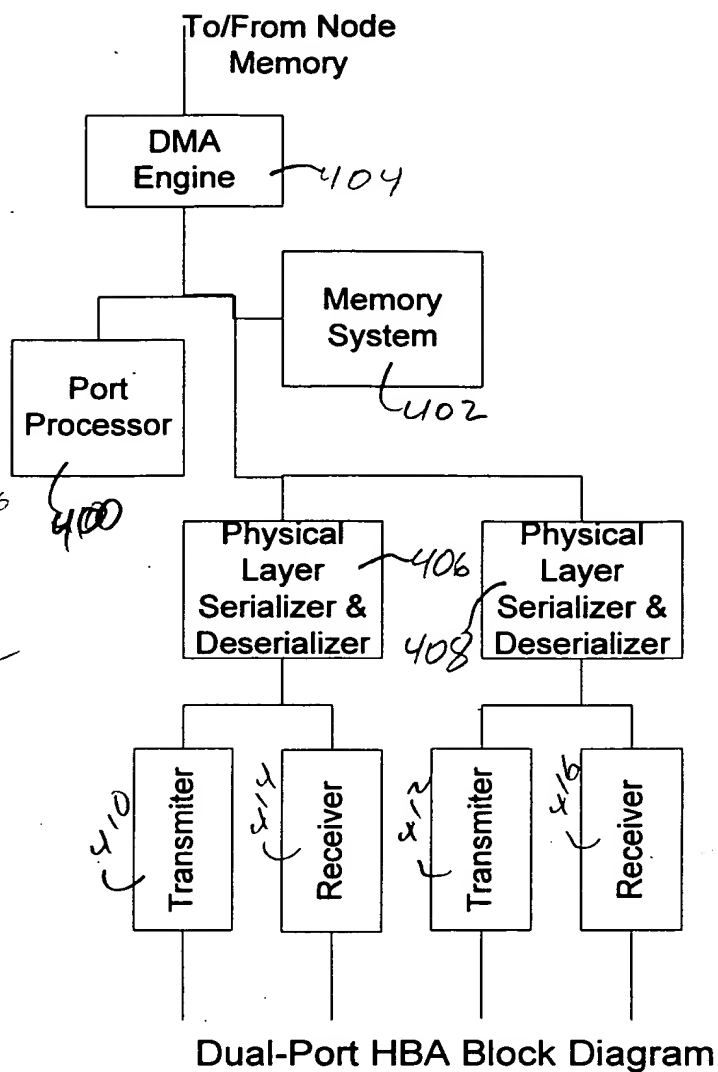 To/From Node
Memory
DMA
Engine
404
Memory
System
402
Port
Processor
400
Physical
Layer
Serializer &
Deserializer
406
Physical
Layer
Serializer &
Deserializer
408
Transmiter
410
Receiver
414
Transmiter
412
Receiver
416
Dual-Port HBA Block Diagram